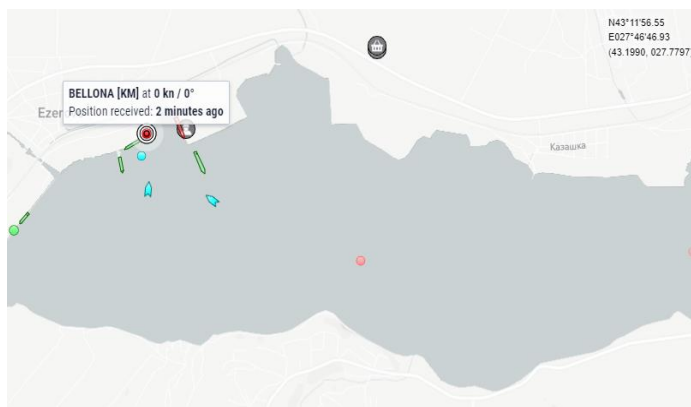 N43°11'56.55
E027°46'46.93
(43.1990, 027.7797)
BELLONA [KM] at 0 kn / 0°
Position received: 2 minutes ago
Ezer
Казашка